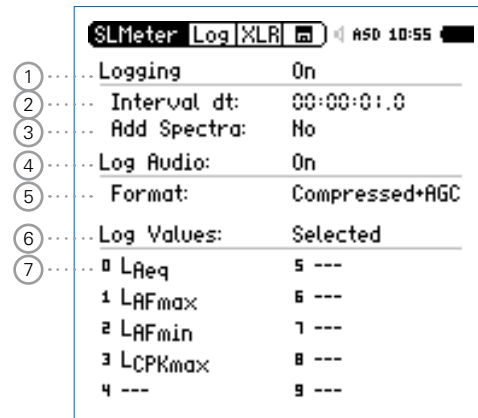 SLMeter Log XLR ASD 10:55
1 Logging On
2 Interval dt: 00:00:01.0
3 Add Spectra: No
4 Log Audio: On
5 Format: Compressed+AGC
6 Log Values: Selected
7 0 LAeq 5 ---
1 LAFmax 6 ---
2 LAFmin 7 ---
3 LCPKmax 8 ---
4 --- 9 ---